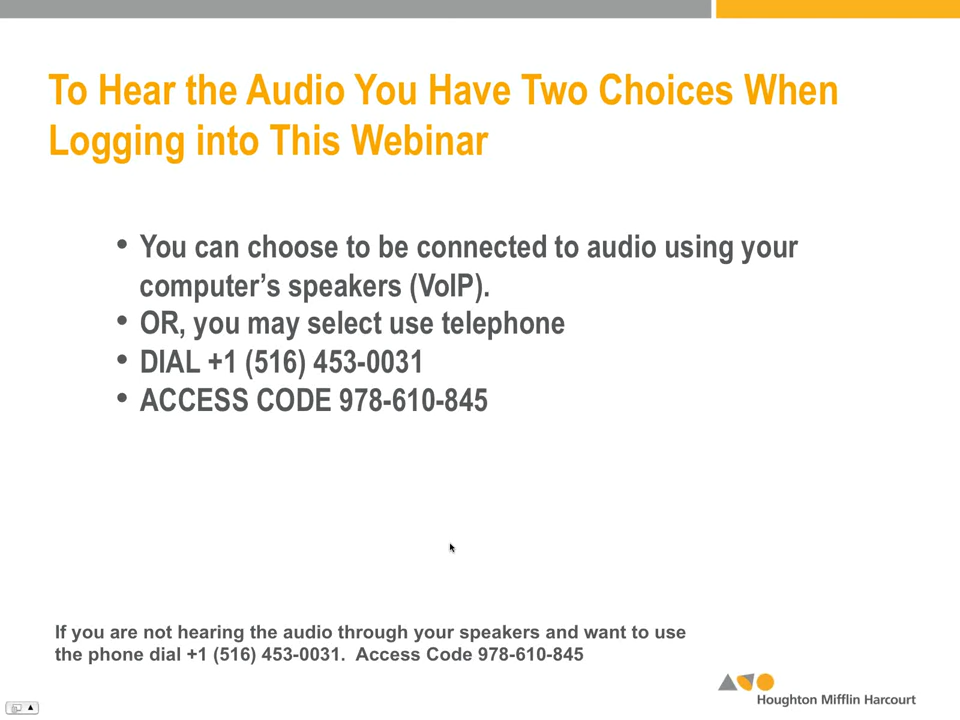 To Hear the Audio You Have Two Choices When
Logging into This Webinar
• You can choose to be connected to audio using your
computer’s speakers (VoIP).
• OR, you may select use telephone
• DIAL +1 (516) 453-0031
• ACCESS CODE 978-610-845
If you are not hearing the audio through your speakers and want to use
the phone dial +1 (516) 453-0031.  Access Code 978-610-845
Houghton Mifflin Harcourt